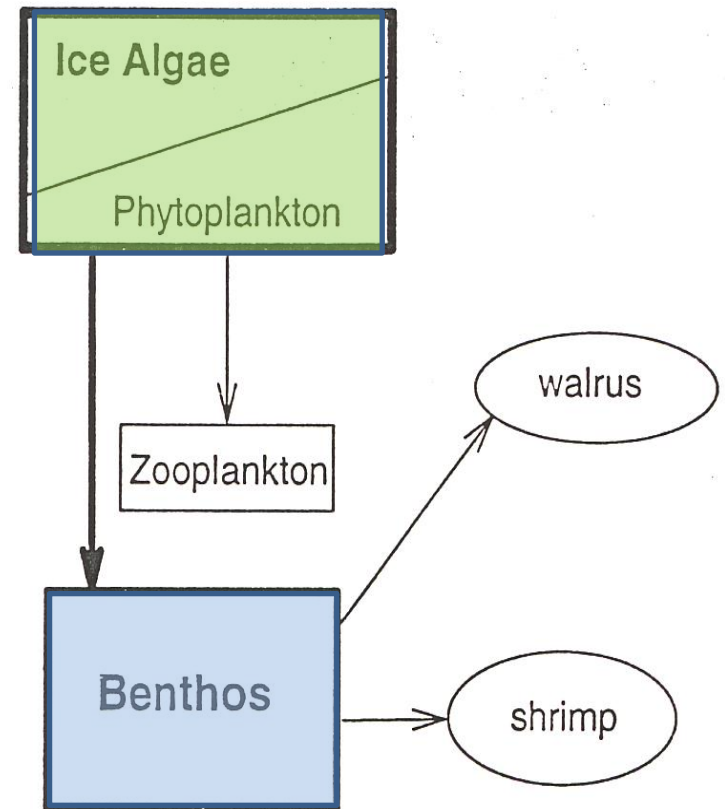 Ice Algae
Phytoplankton
walrus
Zooplankton
Benthos
shrimp